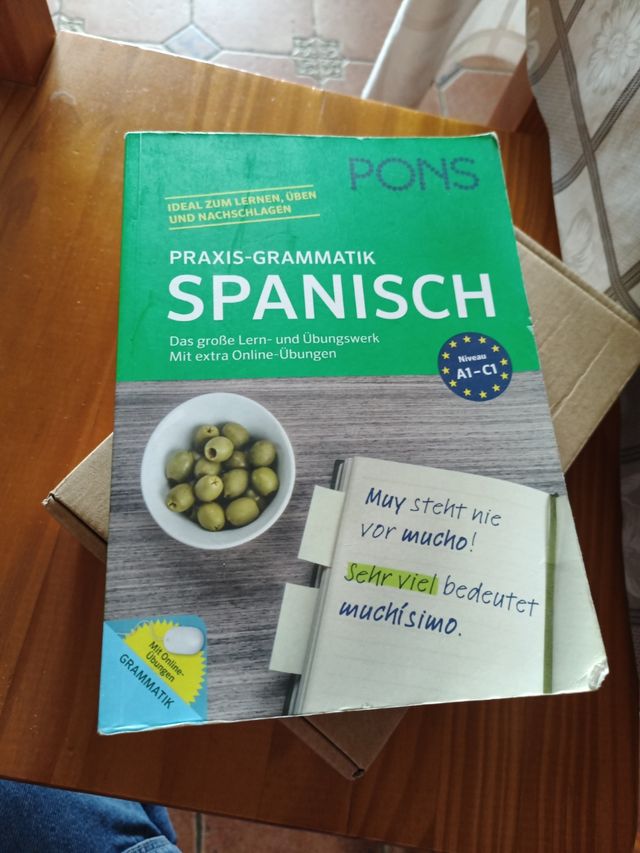 PONS
IDEAL ZUM LERNEN, ÜBEN
UND NACHSCHLAGEN
PRAXIS-GRAMMATIK
SPANISCH
Das große Lern- und Übungswerk
Mit extra Online-Übungen
Niveau
A1–C1
Muy steht nie
vor mucho!
Sehr viel bedeutet
muchísimo.
Mit Online-
Übungen
GRAMMATIK